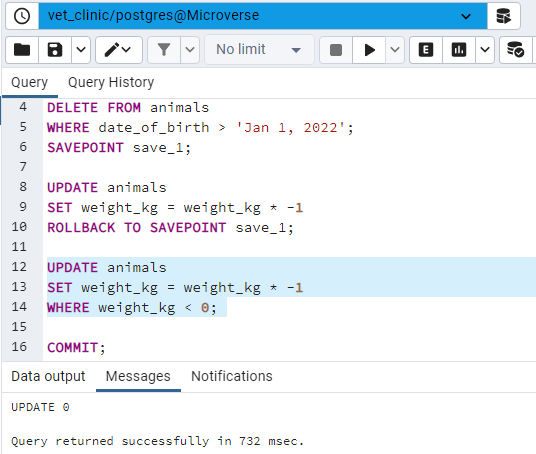 vet_clinic/postgres@Microverse
No limit
E
Query Query History
4 DELETE FROM animals
5 WHERE date_of_birth > 'Jan 1, 2022';
6 SAVEPOINT save_1;
7
8 UPDATE animals
9 SET weight_kg = weight_kg * -1
10 ROLLBACK TO SAVEPOINT save_1;
11
12 UPDATE animals
13 SET weight_kg = weight_kg * -1
14 WHERE weight_kg < 0;
15
16 COMMIT;
Data output Messages Notifications
UPDATE 0
Query returned successfully in 732 msec.